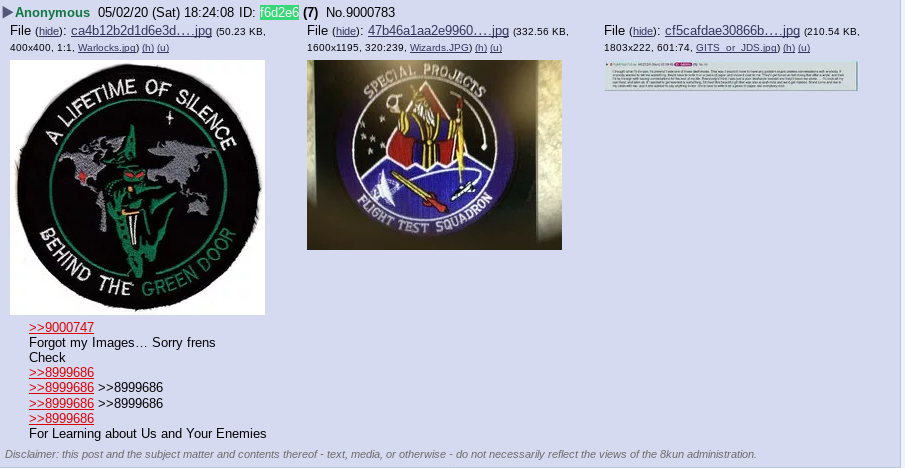 Anonymous 05/02/20 (Sat) 18:24:08 ID: f6d2e6 (7) No.9000783
File (hide): ca4b12b2d1d6e3d….jpg (50.23 KB, 400x400, 1:1, Warlocks.jpg) (h) (u)
File (hide): 47b46a1aa2e9960….jpg (332.56 KB, 1600x1195, 320:239, Wizards.JPG) (h) (u)
File (hide): cf5cafdae30866b….jpg (210.54 KB, 1803x222, 601:74, GITS_or_JDS.jpg) (h) (u)
A LIFETIME OF SILENCE
BEHIND THE GREEN DOOR
SPECIAL PROJECTS
FLIGHT TEST SQUADRON
>>9000747
Forgot my Images… Sorry frens
Check
>>8999686
>>8999686 >>8999686
>>8999686 >>8999686
>>8999686
For Learning about Us and Your Enemies
Disclaimer: this post and the subject matter and contents thereof - text, media, or otherwise - do not necessarily reflect the views of the 8kun administration.